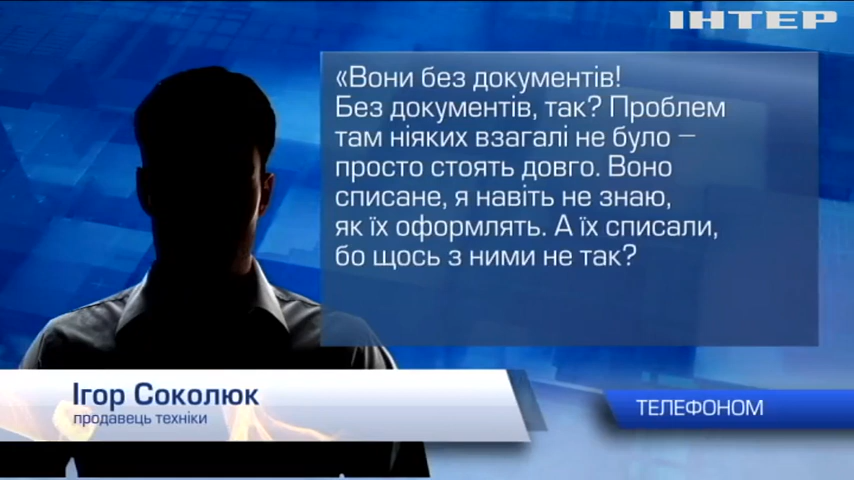 ІНТЕР
«Вони без документів!
Без документів, так? Проблем
там ніяких взагалі не було –
просто стоять довго. Воно
списане, я навіть не знаю,
як їх оформлять. А їх списали,
бо щось з ними не так?
Ігор Соколюк
продавець техніки
ТЕЛЕФОНОМ